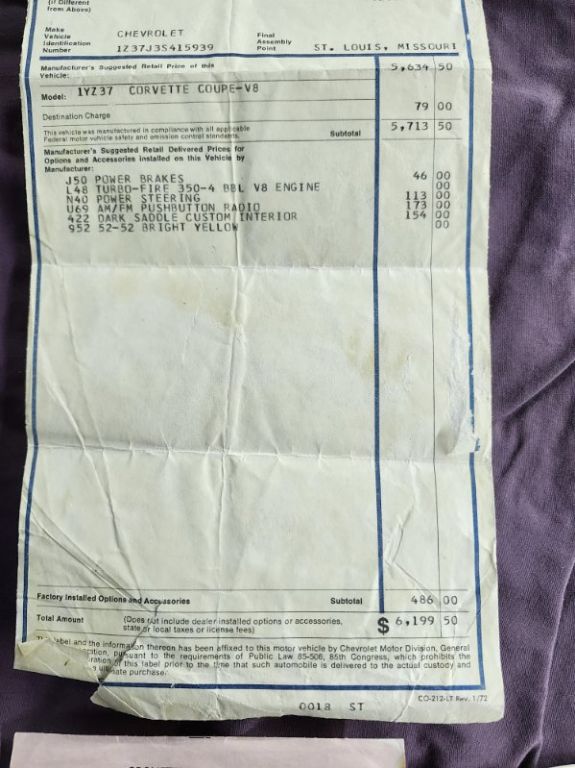 (If Different
from Above)
Make CHEVROLET
Vehicle Identification Number 1Z37J3S415939
Final Assembly Point ST. LOUIS, MISSOURI
Manufacturer's Suggested Retail Price of this Vehicle: 5,634 50
Model: 1YZ37 CORVETTE COUPE-V8
Destination Charge 79 00
This vehicle was manufactured in compliance with all applicable
Federal motor vehicle safety and emission control standards. Subtotal 5,713 50
Manufacturer's Suggested Retail Delivered Prices for
Options and Accessories Installed on this Vehicle by
Manufacturer:
J50 POWER BRAKES 46 00
L48 TURBO-FIRE 350-4 BBL V8 ENGINE 00
N40 POWER STEERING 113 00
U69 AM/FM PUSHBUTTON RADIO 173 00
422 DARK SADDLE CUSTOM INTERIOR 154 00
952 52-52 BRIGHT YELLOW 00
Factory Installed Options and Accessories Subtotal 486 00
Total Amount (Does not include dealer installed options or accessories,
state or local taxes or license fees) $ 6,199 50
label and the information thereon has been affixed to this motor vehicle by Chevrolet Motor Division, General
pursuant to the requirements of Public Law 85-506, 85th Congress, which prohibits the
of this label prior to the time that such automobile is delivered to the actual custody and
purchase.
CO-212-LT Rev. 1/72
0018 ST